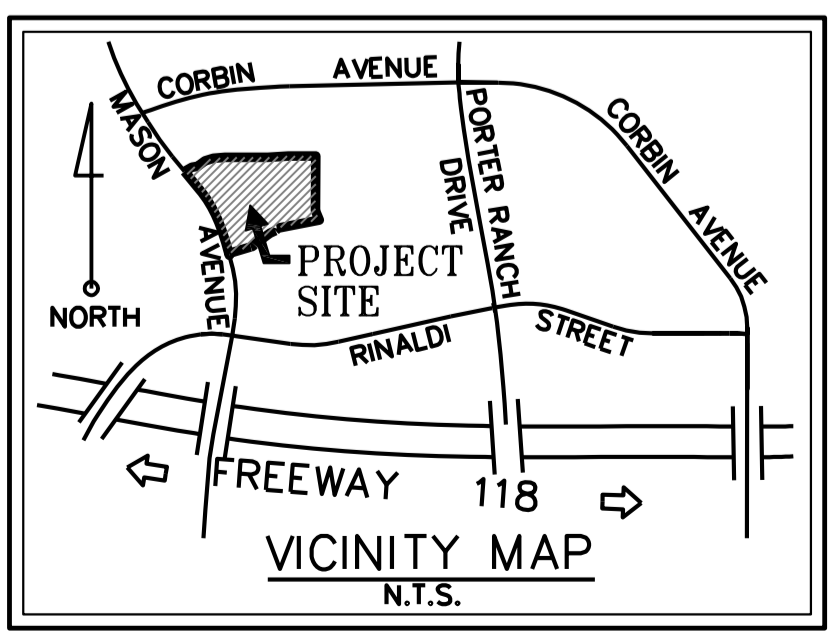 CORBIN AVENUE
MASON
AVENUE
PORTER RANCH
DRIVE
CORBIN AVENUE
PROJECT
SITE
NORTH
RINALDI
STREET
FREEWAY
118
VICINITY MAP
N.T.S.